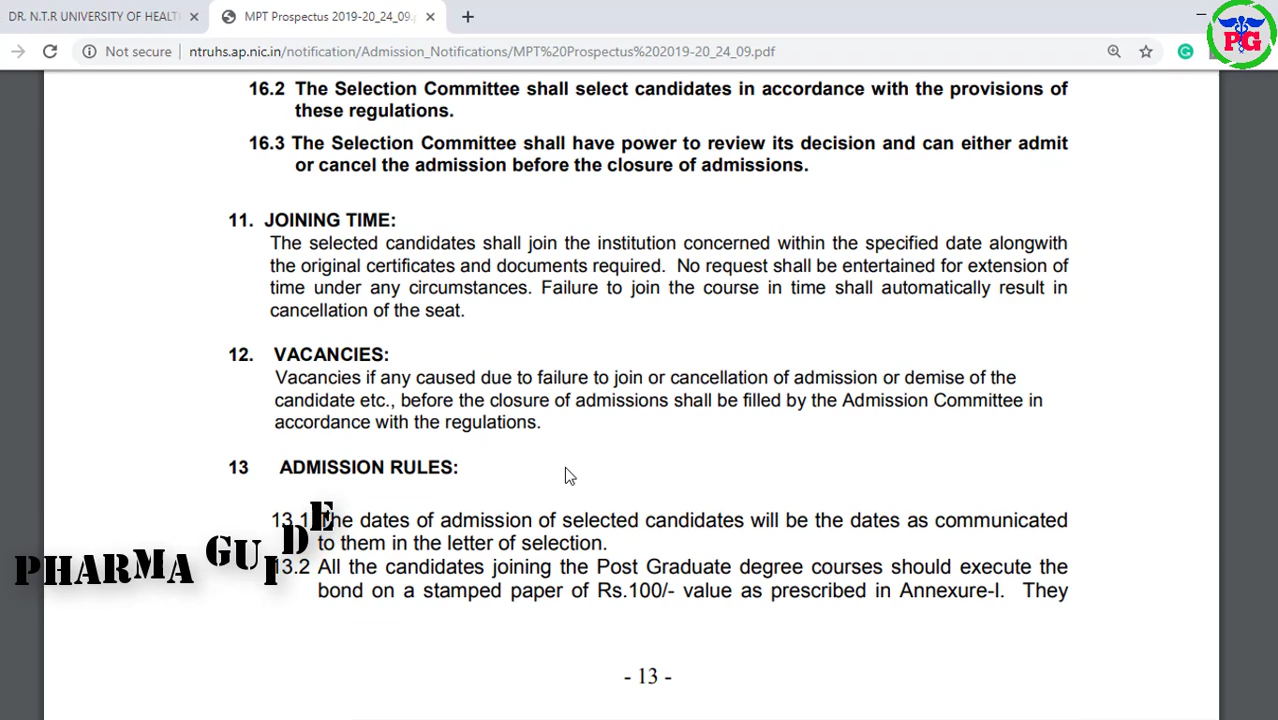 DR. N.T.R UNIVERSITY OF HEALT
MPT Prospectus 2019-20_24_09.p
Not secure
ntruhs.ap.nic.in/notification/Admission_Notifications/MPT%20Prospectus%202019-20_24_09.pdf
PG
16.2 The Selection Committee shall select candidates in accordance with the provisions of
these regulations.
16.3 The Selection Committee shall have power to review its decision and can either admit
or cancel the admission before the closure of admissions.
11. JOINING TIME:
The selected candidates shall join the institution concerned within the specified date alongwith
the original certificates and documents required. No request shall be entertained for extension of
time under any circumstances. Failure to join the course in time shall automatically result in
cancellation of the seat.
12. VACANCIES:
Vacancies if any caused due to failure to join or cancellation of admission or demise of the
candidate etc., before the closure of admissions shall be filled by the Admission Committee in
accordance with the regulations.
13 ADMISSION RULES:
13.1 The dates of admission of selected candidates will be the dates as communicated
to them in the letter of selection.
13.2 All the candidates joining the Post Graduate degree courses should execute the
bond on a stamped paper of Rs.100/- value as prescribed in Annexure-I. They
PHARMA GUIDE
- 13 -